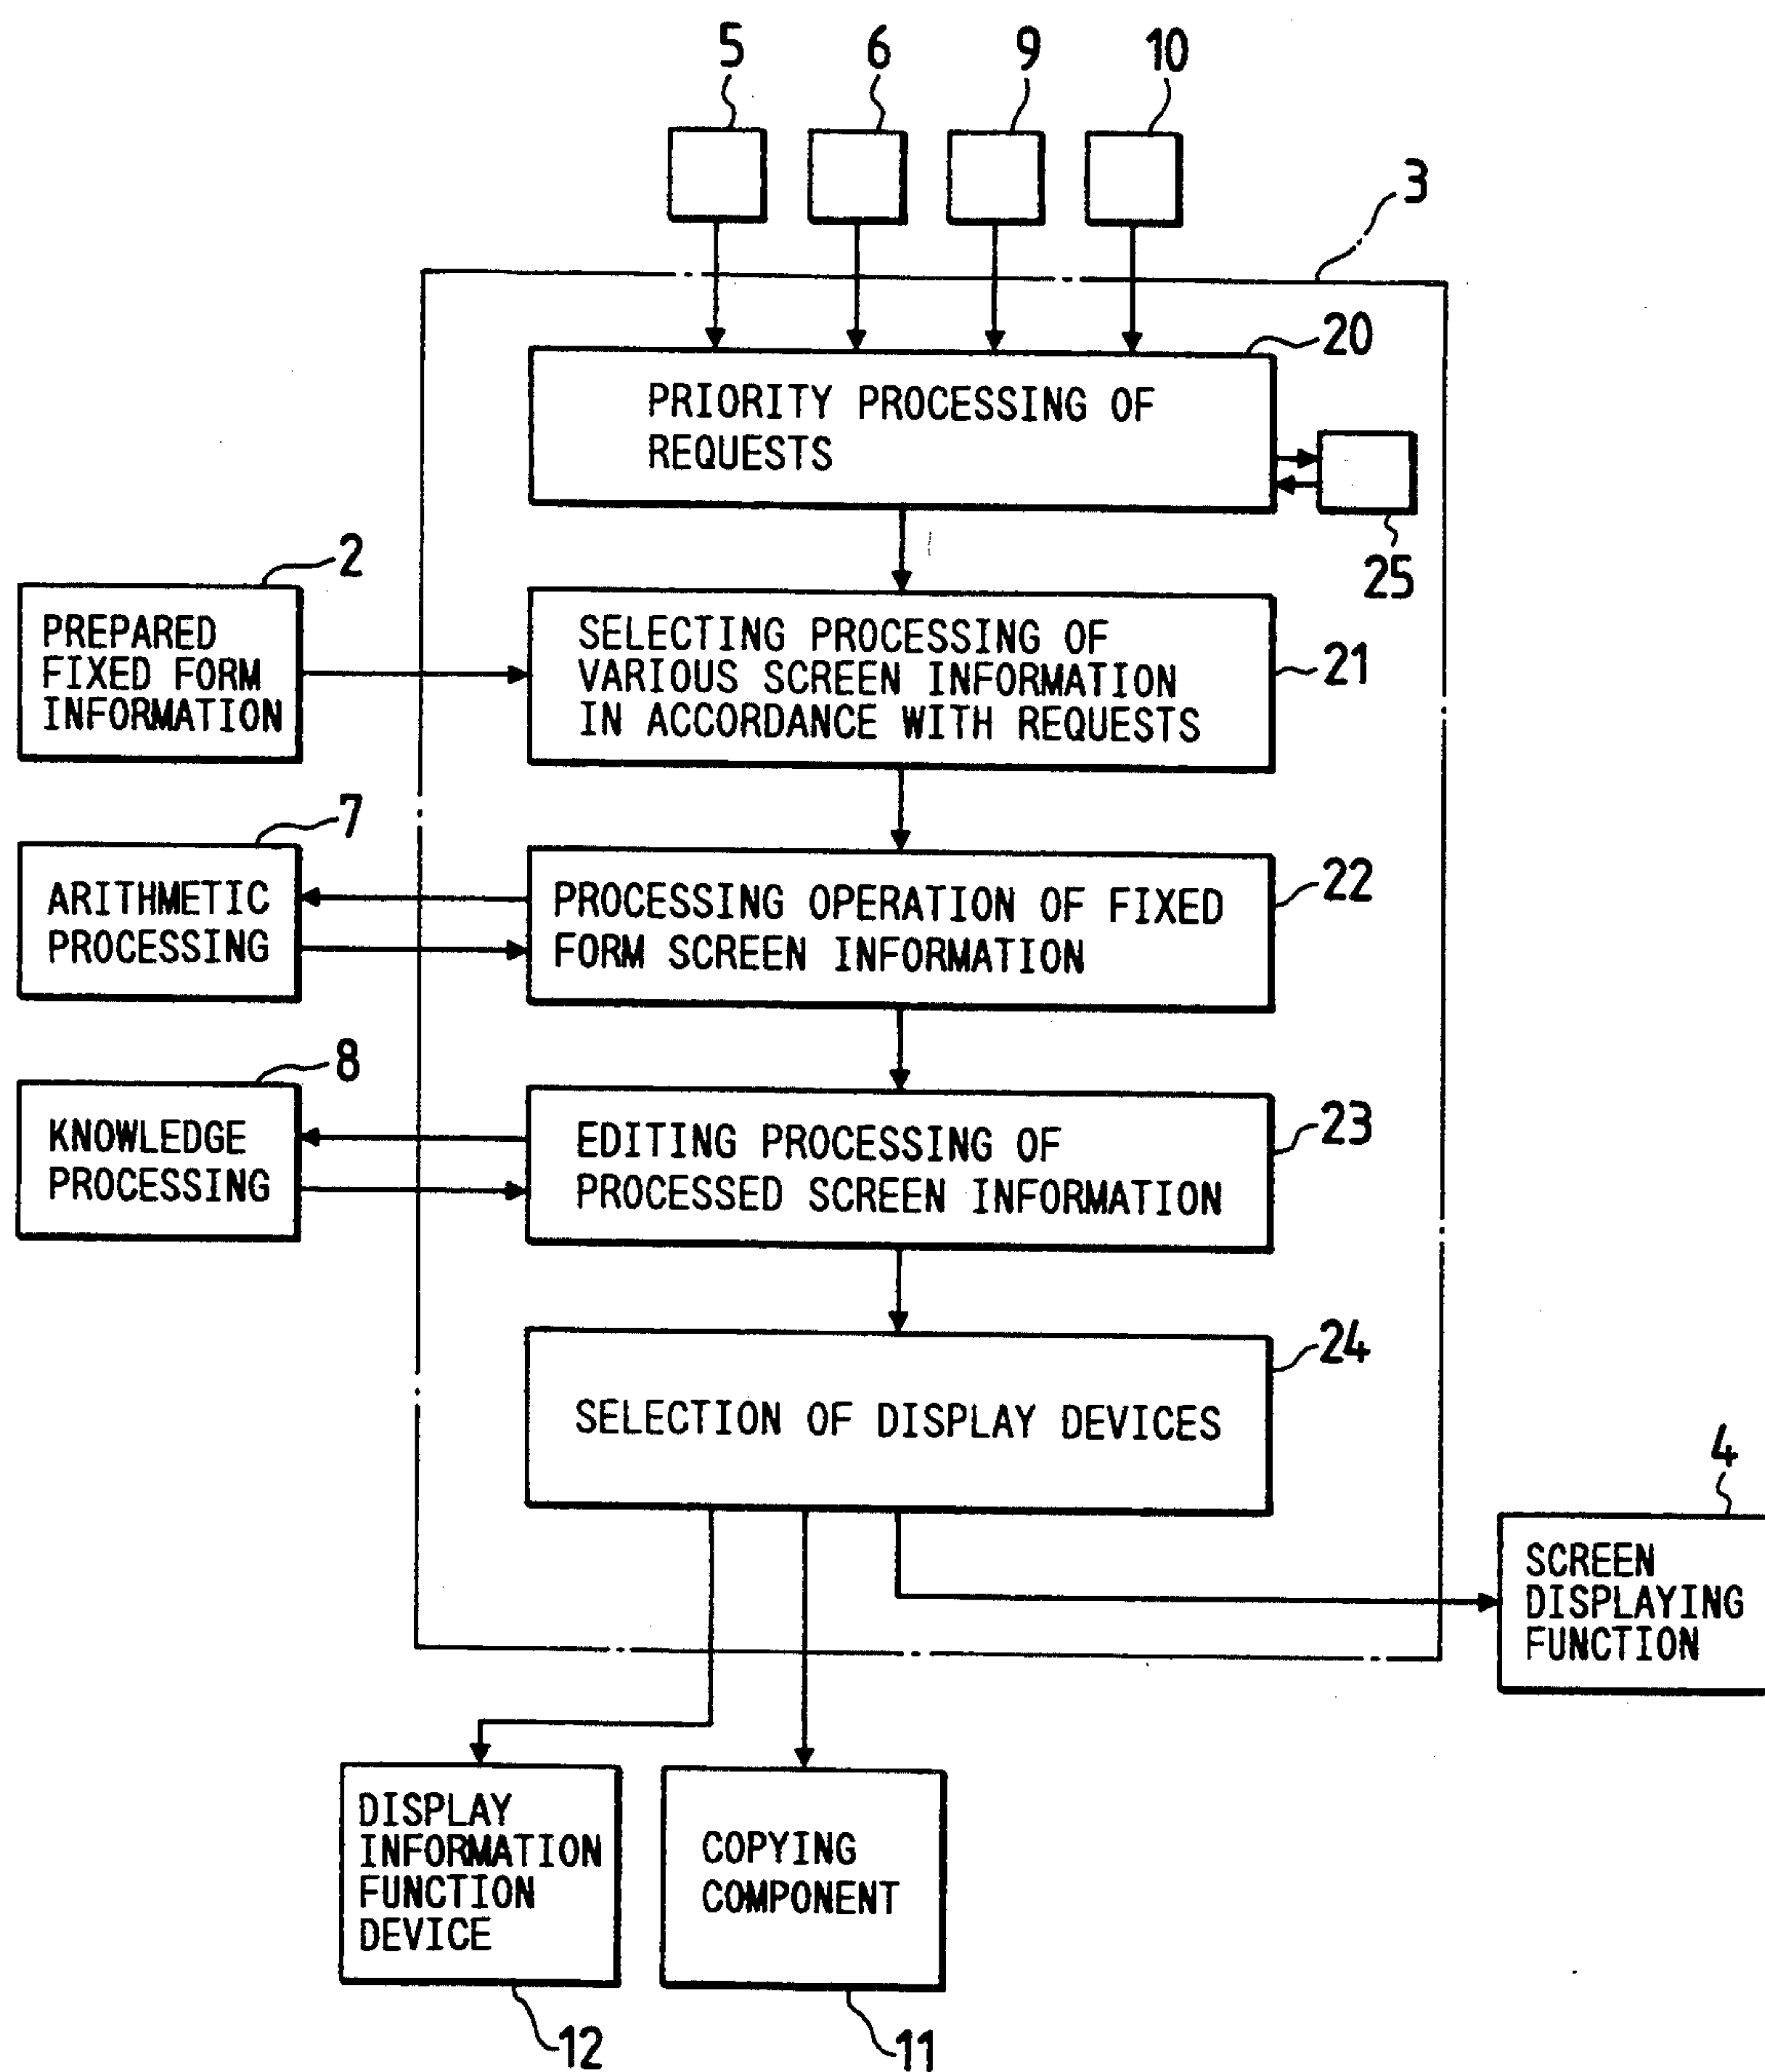 5
6
9
10
3
20
PRIORITY PROCESSING OF
REQUESTS
25
2
PREPARED
FIXED FORM
INFORMATION
SELECTING PROCESSING OF
VARIOUS SCREEN INFORMATION
IN ACCORDANCE WITH REQUESTS
21
7
ARITHMETIC
PROCESSING
PROCESSING OPERATION OF FIXED
FORM SCREEN INFORMATION
22
8
KNOWLEDGE
PROCESSING
EDITING PROCESSING OF
PROCESSED SCREEN INFORMATION
23
24
SELECTION OF DISPLAY DEVICES
4
SCREEN
DISPLAYING
FUNCTION
DISPLAY
INFORMATION
FUNCTION
DEVICE
COPYING
COMPONENT
12
11